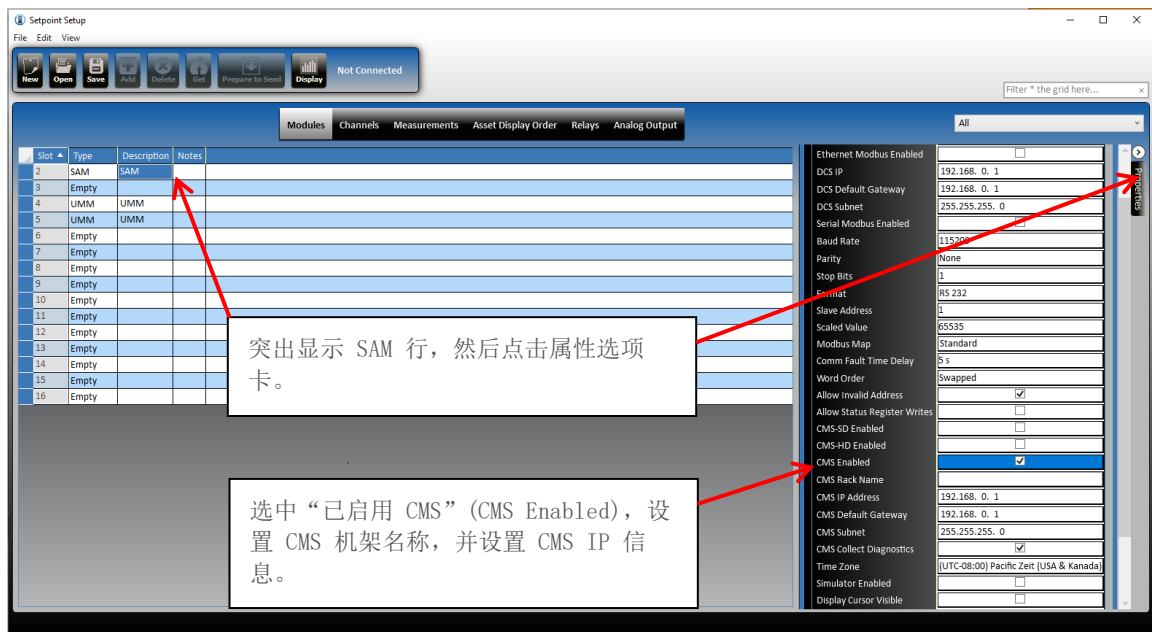 Setpoint Setup
File Edit View
New Open Save Add Delete Get Prepare to Send Display Not Connected
Filter * the grid here...
Modules Channels Measurements Asset Display Order Relays Analog Output
All
Slot Type Description Notes
2 SAM SAM
3 Empty
4 UMM UMM
5 UMM UMM
6 Empty
7 Empty
8 Empty
9 Empty
10 Empty
11 Empty
12 Empty
13 Empty
14 Empty
15 Empty
16 Empty
突出显示 SAM 行，然后点击属性选项
卡。
选中“已启用 CMS”(CMS Enabled)，设
置 CMS 机架名称，并设置 CMS IP 信
息。
Ethernet Modbus Enabled
DCS IP 192.168. 0. 1
DCS Default Gateway 192.168. 0. 1
DCS Subnet 255.255.255. 0
Serial Modbus Enabled
Baud Rate 115200
Parity None
Stop Bits 1
Format RS 232
Slave Address 1
Scaled Value 65535
Modbus Map Standard
Comm Fault Time Delay 5 s
Word Order Swapped
Allow Invalid Address
Allow Status Register Writes
CMS-SD Enabled
CMS-HD Enabled
CMS Enabled
CMS Rack Name
CMS IP Address 192.168. 0. 1
CMS Default Gateway 192.168. 0. 1
CMS Subnet 255.255.255. 0
CMS Collect Diagnostics
Time Zone (UTC-08:00) Pacific Zeit (USA & Kanada)
Simulator Enabled
Display Cursor Visible
Properties